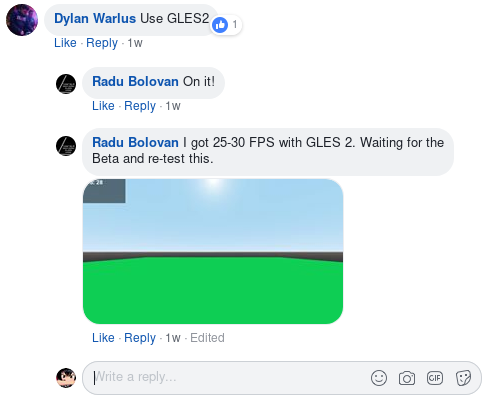 Dylan Warlus Use GLES2
1
Like · Reply · 1w
Radu Bolovan On it!
Like · Reply · 1w
Radu Bolovan I got 25-30 FPS with GLES 2. Waiting for the
Beta and re-test this.
Like · Reply · 1w · Edited
Write a reply...
GIF